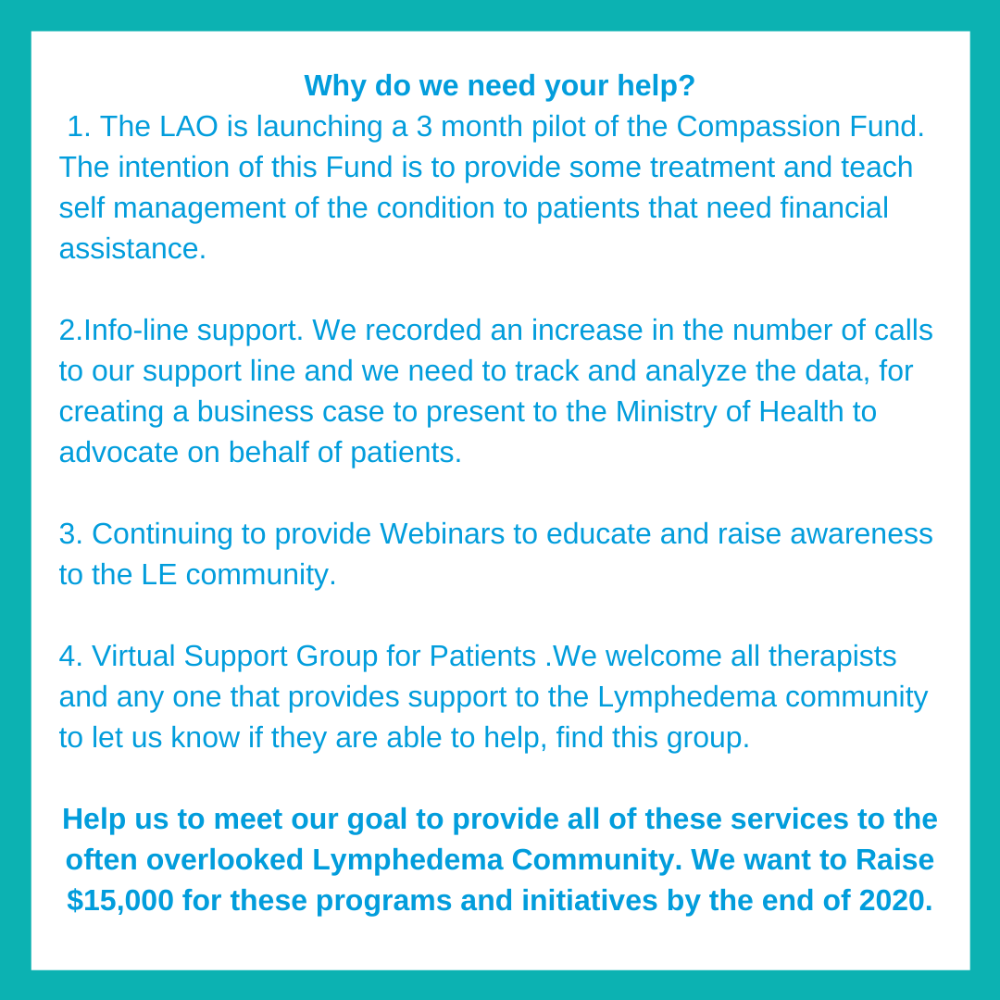 Why do we need your help?
1. The LAO is launching a 3 month pilot of the Compassion Fund.
The intention of this Fund is to provide some treatment and teach
self management of the condition to patients that need financial
assistance.
2.Info-line support. We recorded an increase in the number of calls
to our support line and we need to track and analyze the data, for
creating a business case to present to the Ministry of Health to
advocate on behalf of patients.
3. Continuing to provide Webinars to educate and raise awareness
to the LE community.
4. Virtual Support Group for Patients .We welcome all therapists
and any one that provides support to the Lymphedema community
to let us know if they are able to help, find this group.
Help us to meet our goal to provide all of these services to the
often overlooked Lymphedema Community. We want to Raise
$15,000 for these programs and initiatives by the end of 2020.